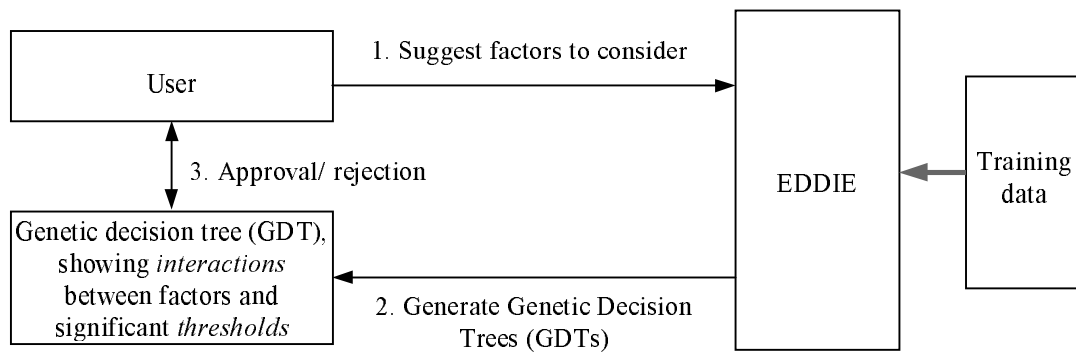 1. Suggest factors to consider
User
3. Approval/ rejection
EDDIE
Training
data
Genetic decision tree (GDT),
showing interactions
between factors and
significant thresholds
2. Generate Genetic Decision
Trees (GDTs)